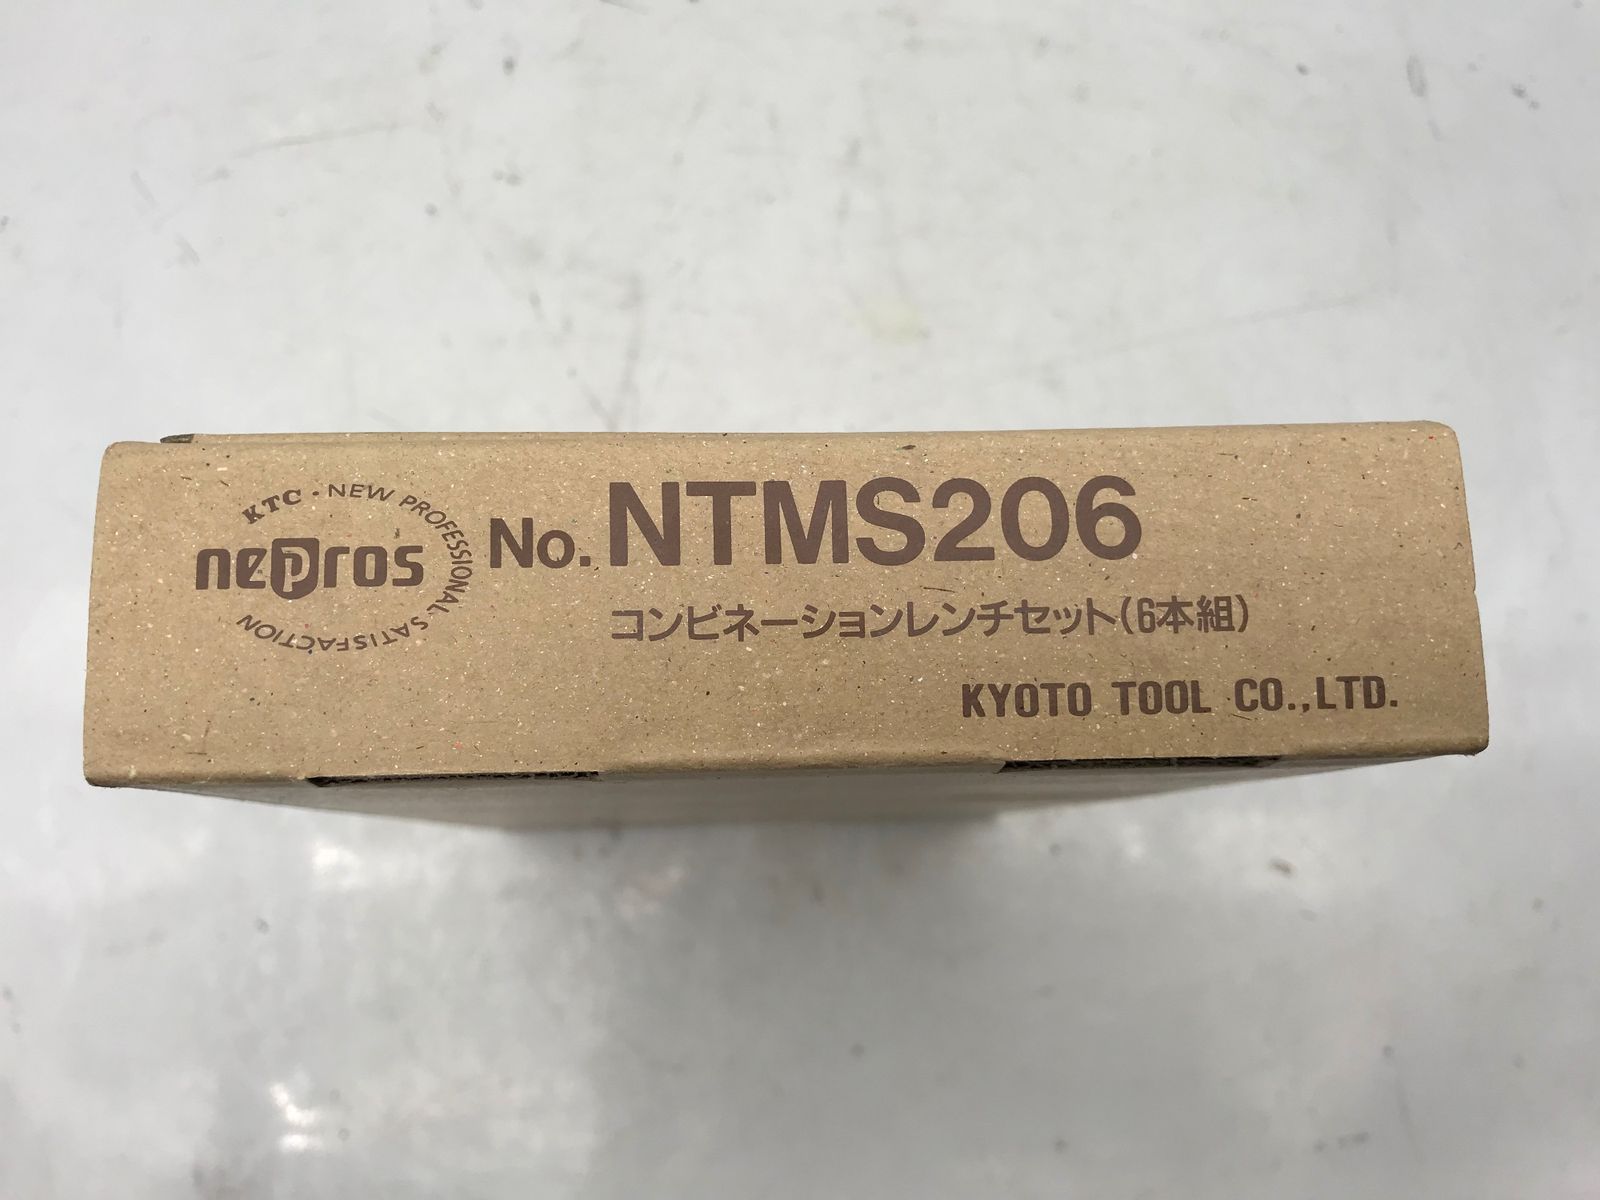 KTC · NEW PROFESSIONAL SATISFACTION
nepros
No. NTMS206
コンビネーションレンチセット(6本組)
KYOTO TOOL CO.,LTD.